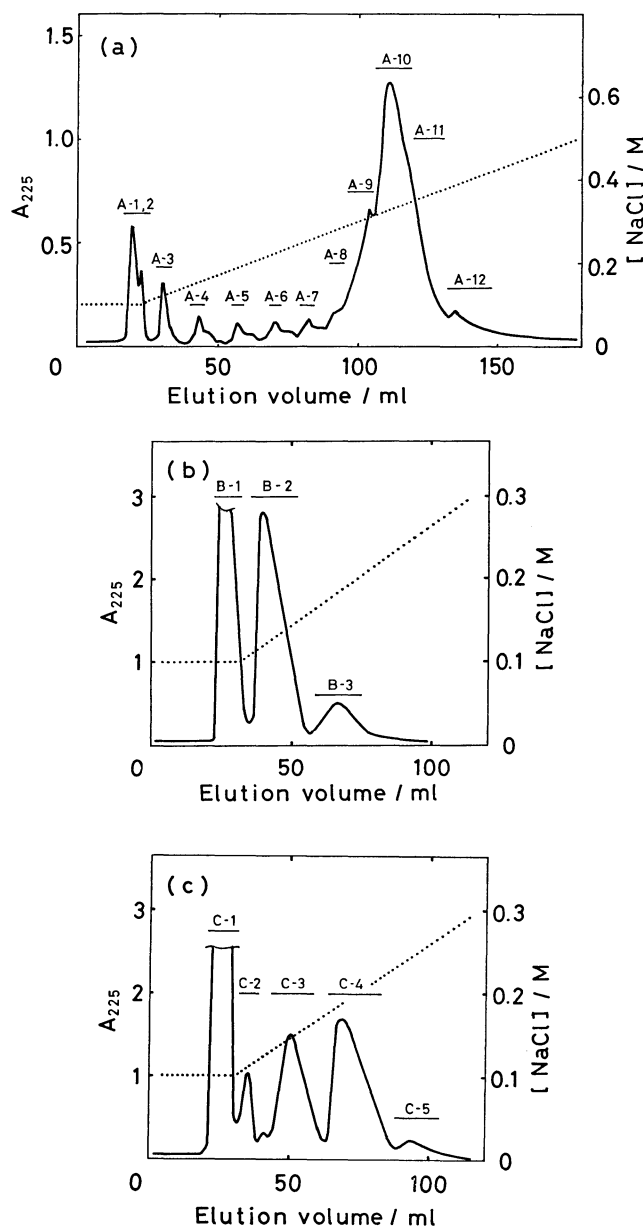 (a)
1.5
1.0
0.5
0
A₂₂₅
0.6
0.4
0.2
0
[NaCl] / M
A-1,2
A-3
A-4
A-5
A-6
A-7
A-8
A-9
A-10
A-11
A-12
0
50
100
150
Elution volume / ml
(b)
3
2
1
A₂₂₅
0.3
0.2
0.1
0
[NaCl] / M
B-1
B-2
B-3
0
50
100
Elution volume / ml
(c)
3
2
1
A₂₂₅
0.3
0.2
0.1
0
[NaCl] / M
C-1
C-2
C-3
C-4
C-5
0
50
100
Elution volume / ml